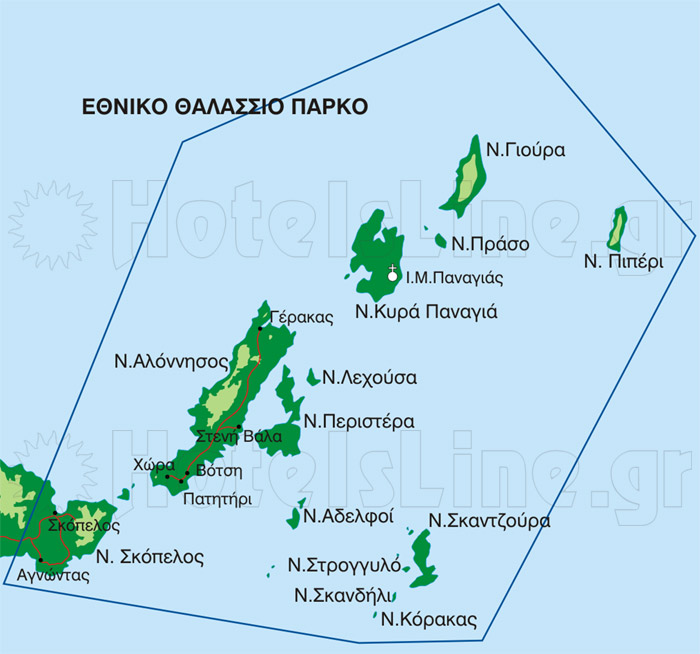 ΕΘΝΙΚΟ ΘΑΛΑΣΣΙΟ ΠΑΡΚΟ
Ν.Γιούρα
HotelsLine.gr
Ν.Πράσο
Ν. Πιπέρι
Ι.Μ.Παναγιάς
Ν.Κυρά Παναγιά
Γέρακας
Ν.Αλόννησος
Ν.Λεχούσα
Ν.Περιστέρα
Στενή Βάλα
HotelsLine.gr
Χώρα
Βότση
Πατητήρι
Ν.Αδελφοί
Ν.Σκαντζούρα
Σκόπελος
Ν. Σκόπελος
Ν.Στρογγυλό
Αγνώντας
Ν.Σκανδήλι
Ν.Κόρακας